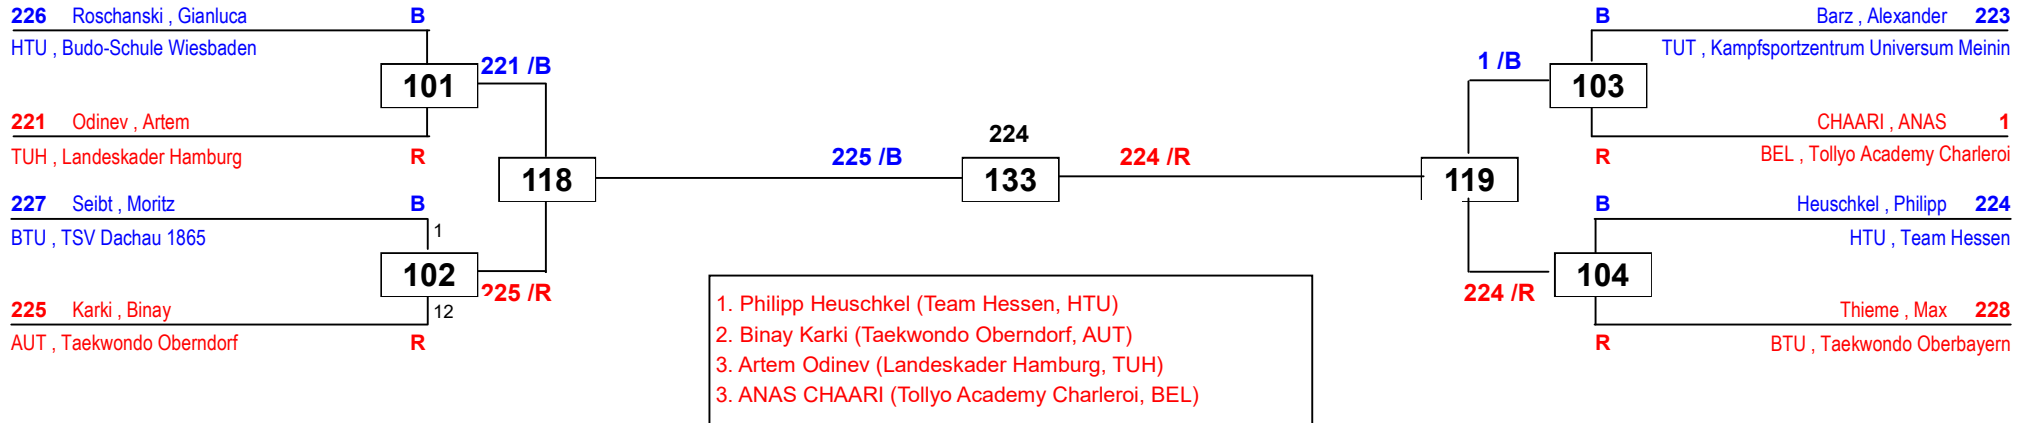 226 Roschanski , Gianluca B
HTU , Budo-Schule Wiesbaden
101
221 /B
221 Odinev , Artem
TUH , Landeskader Hamburg R
118
227 Seibt , Moritz B
BTU , TSV Dachau 1865
1
102
225 /R
12
225 Karki , Binay
AUT , Taekwondo Oberndorf R
225 /B
224
133
224 /R
B Barz , Alexander 223
TUT , Kampfsportzentrum Universum Meinin
1 /B
103
CHAARI , ANAS 1
R BEL , Tollyo Academy Charleroi
119
B Heuschkel , Philipp 224
HTU , Team Hessen
104
224 /R
Thieme , Max 228
R BTU , Taekwondo Oberbayern
1. Philipp Heuschkel (Team Hessen, HTU)
2. Binay Karki (Taekwondo Oberndorf, AUT)
3. Artem Odinev (Landeskader Hamburg, TUH)
3. ANAS CHAARI (Tollyo Academy Charleroi, BEL)